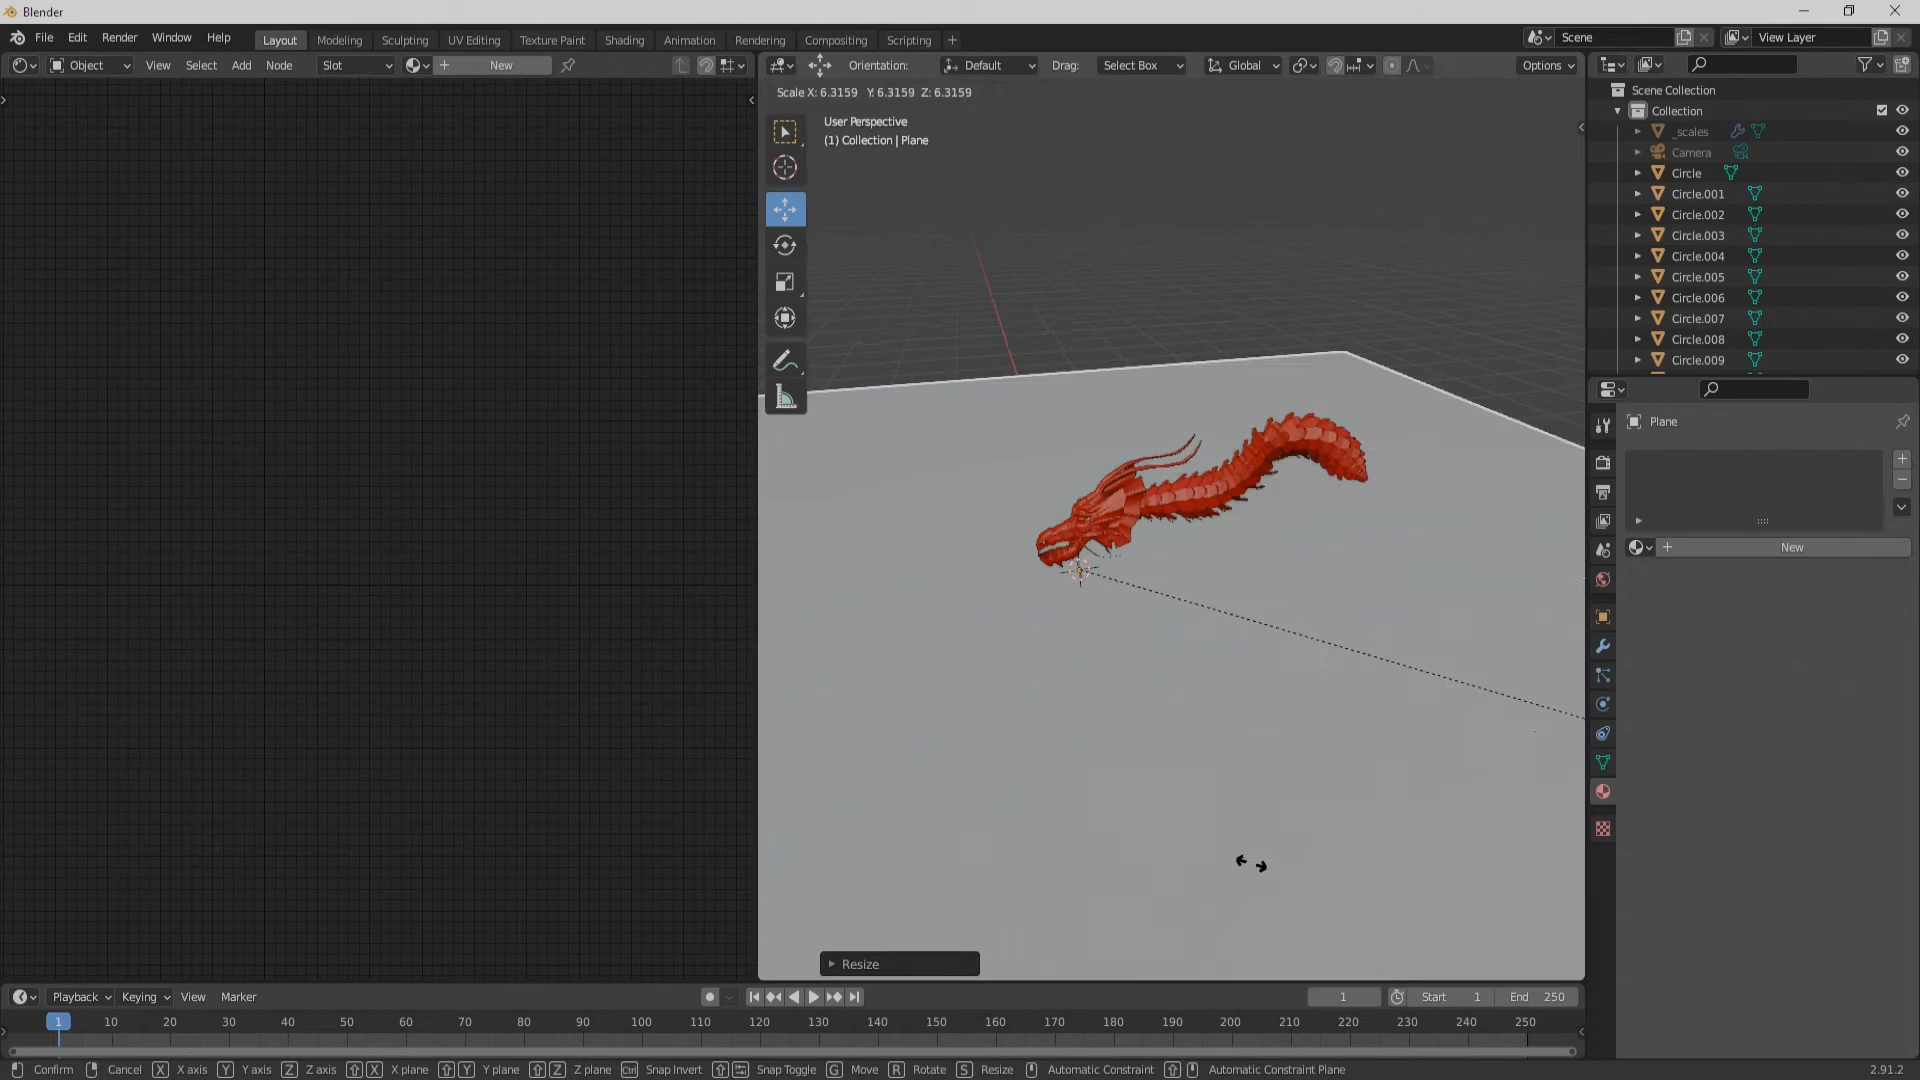 Blender
File Edit Render Window Help
Layout Modeling Sculpting UV Editing Texture Paint Shading Animation Rendering Compositing Scripting +
Scene
View Layer
Object View Select Add Node Slot New
Orientation: Default Drag: Select Box Global Options
Scale X: 6.3159 Y: 6.3159 Z: 6.3159
User Perspective
(1) Collection | Plane
Scene Collection
Collection
_scales
Camera
Circle
Circle.001
Circle.002
Circle.003
Circle.004
Circle.005
Circle.006
Circle.007
Circle.008
Circle.009
Plane
New
Resize
Playback Keying View Marker
1 Start 1 End 250
1 10 20 30 40 50 60 70 80 90 100 110 120 130 140 150 160 170 180 190 200 210 220 230 240 250
Confirm Cancel X X axis Y Y axis Z Z axis X X plane Y Y plane Z Z plane Ctrl Snap Invert Snap Toggle G Move R Rotate S Resize Automatic Constraint Automatic Constraint Plane 2.91.2